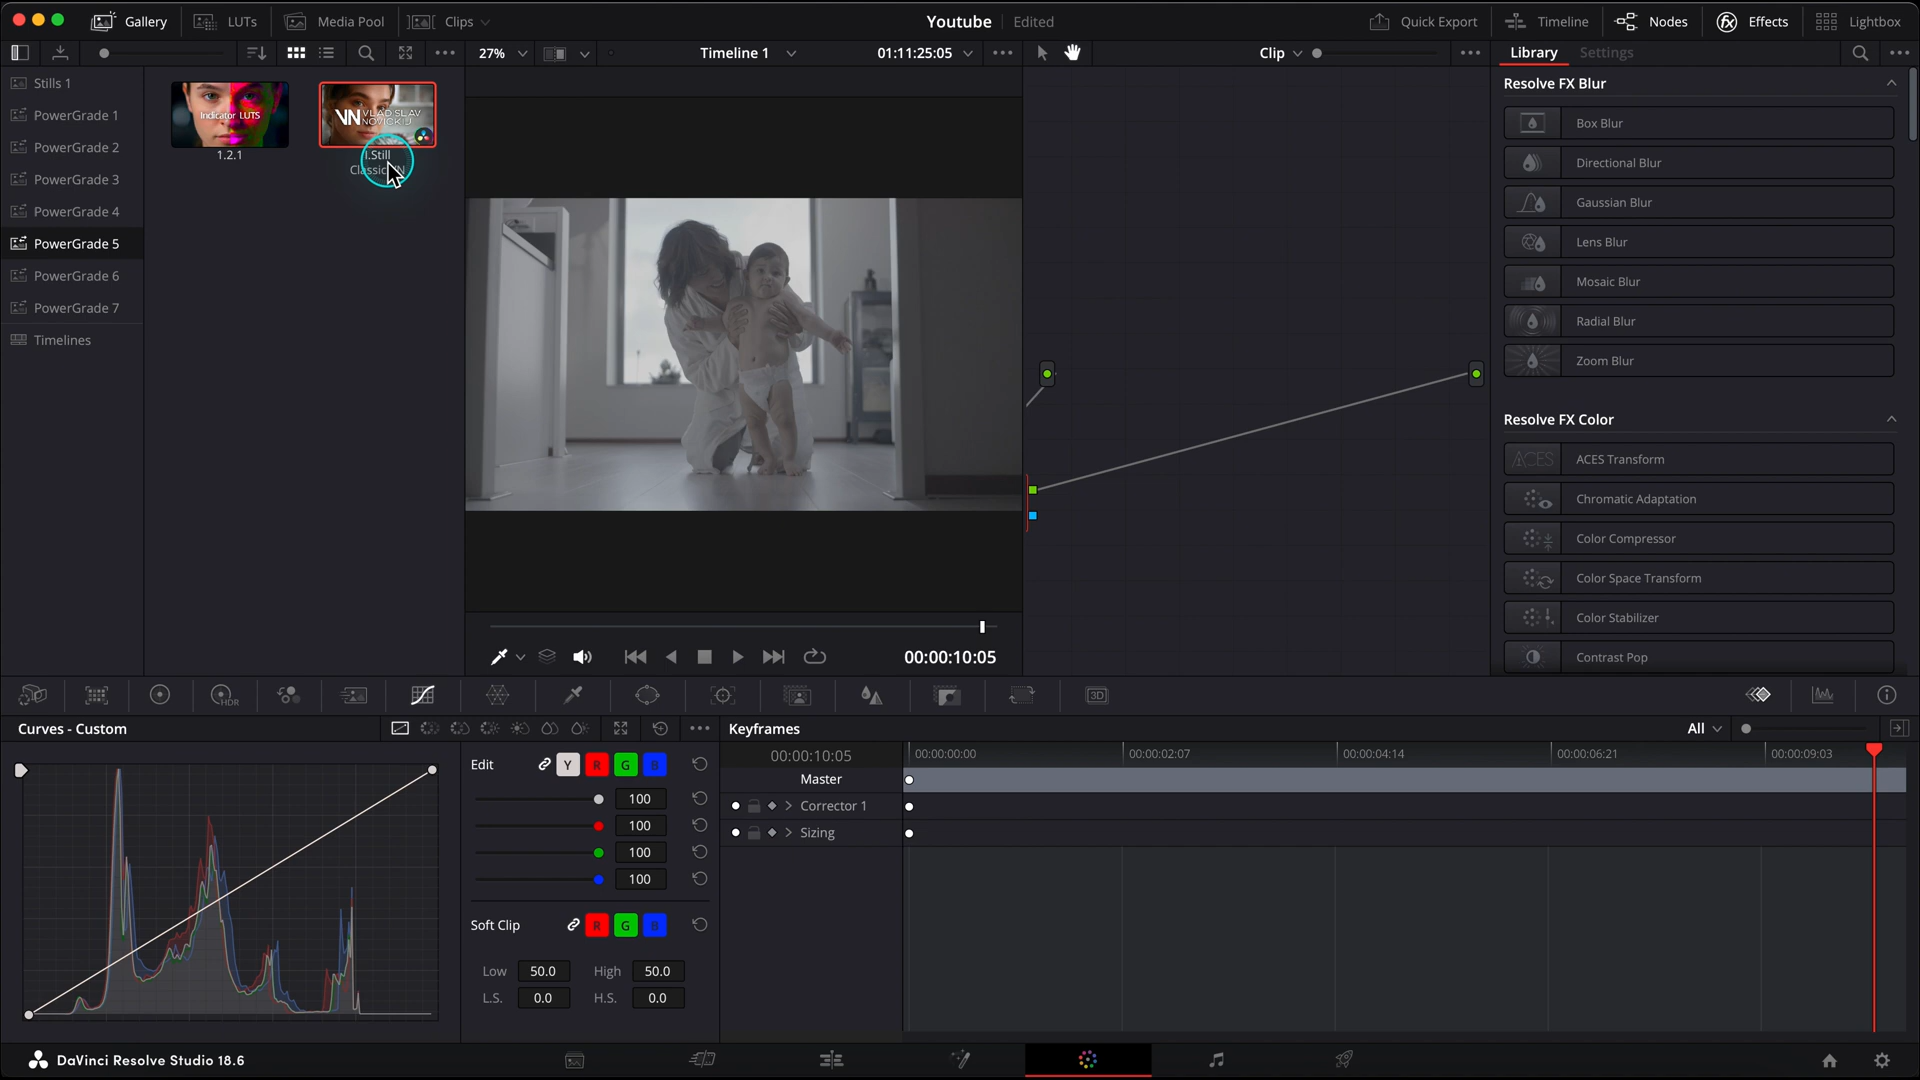 Gallery
LUTs
Media Pool
Clips
Youtube
Edited
Quick Export
Timeline
Nodes
Effects
Lightbox
27%
Timeline 1
01:11:25:05
Clip
Library
Settings
Stills 1
PowerGrade 1
PowerGrade 2
PowerGrade 3
PowerGrade 4
PowerGrade 5
PowerGrade 6
PowerGrade 7
Timelines
Indicator LUTS
1.2.1
VN VLADISLAV
NOVICKIJ
Resolve FX Blur
Box Blur
Directional Blur
Gaussian Blur
Lens Blur
Mosaic Blur
Radial Blur
Zoom Blur
Resolve FX Color
ACES
ACES Transform
Chromatic Adaptation
Color Compressor
Color Space Transform
Color Stabilizer
Contrast Pop
00:00:10:05
HDR
3D
Curves - Custom
Edit
Y
R
G
B
100
100
100
100
Soft Clip
R
G
B
Low
50.0
High
50.0
L.S.
0.0
H.S.
0.0
Keyframes
All
00:00:10:05
00:00:00:00
00:00:02:07
00:00:04:14
00:00:06:21
00:00:09:03
Master
Corrector 1
Sizing
DaVinci Resolve Studio 18.6